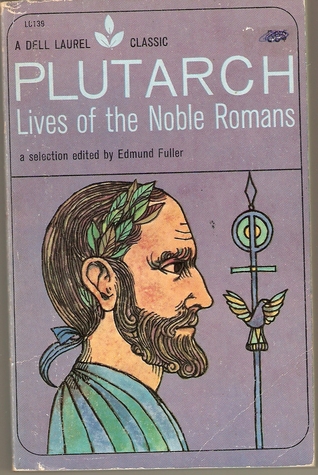 LC135
A DELL LAUREL CLASSIC
PLUTARCH
Lives of the Noble Romans
a selection edited by Edmund Fuller